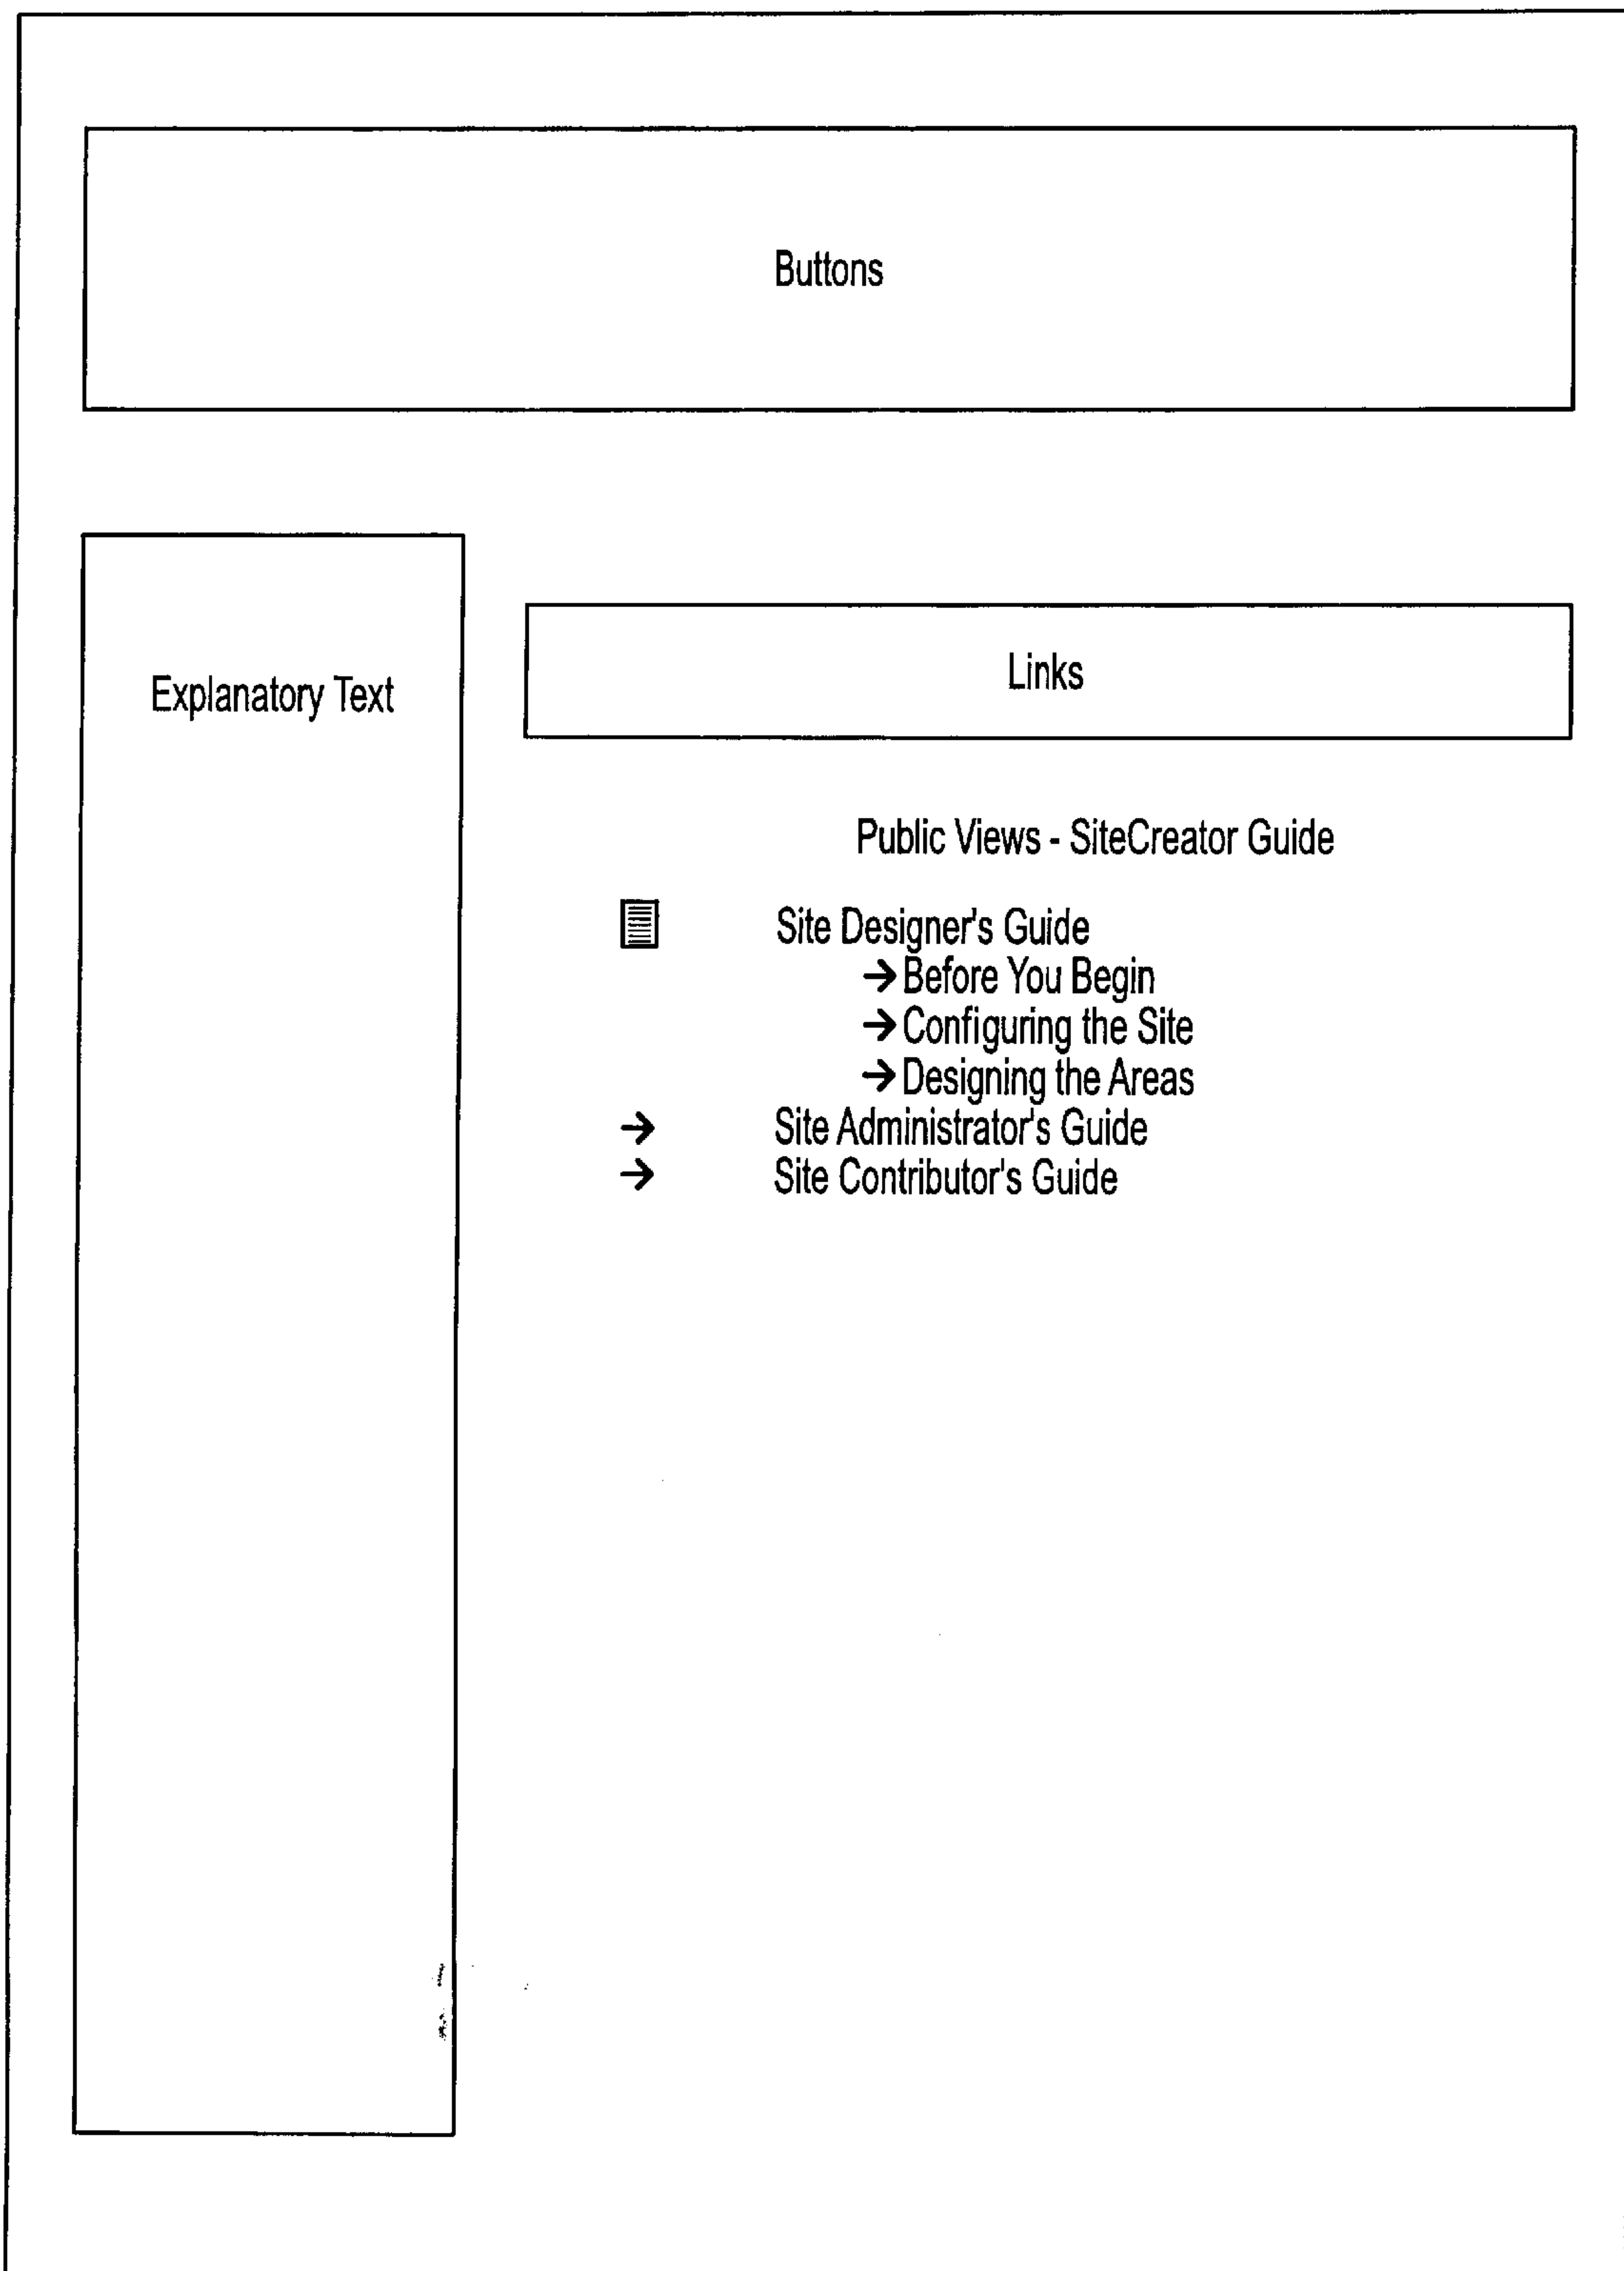 Buttons
Explanatory Text
Links
Public Views - SiteCreator Guide
Site Designer's Guide
→Before You Begin
→Configuring the Site
→Designing the Areas
→ Site Administrator's Guide
→ Site Contributor's Guide